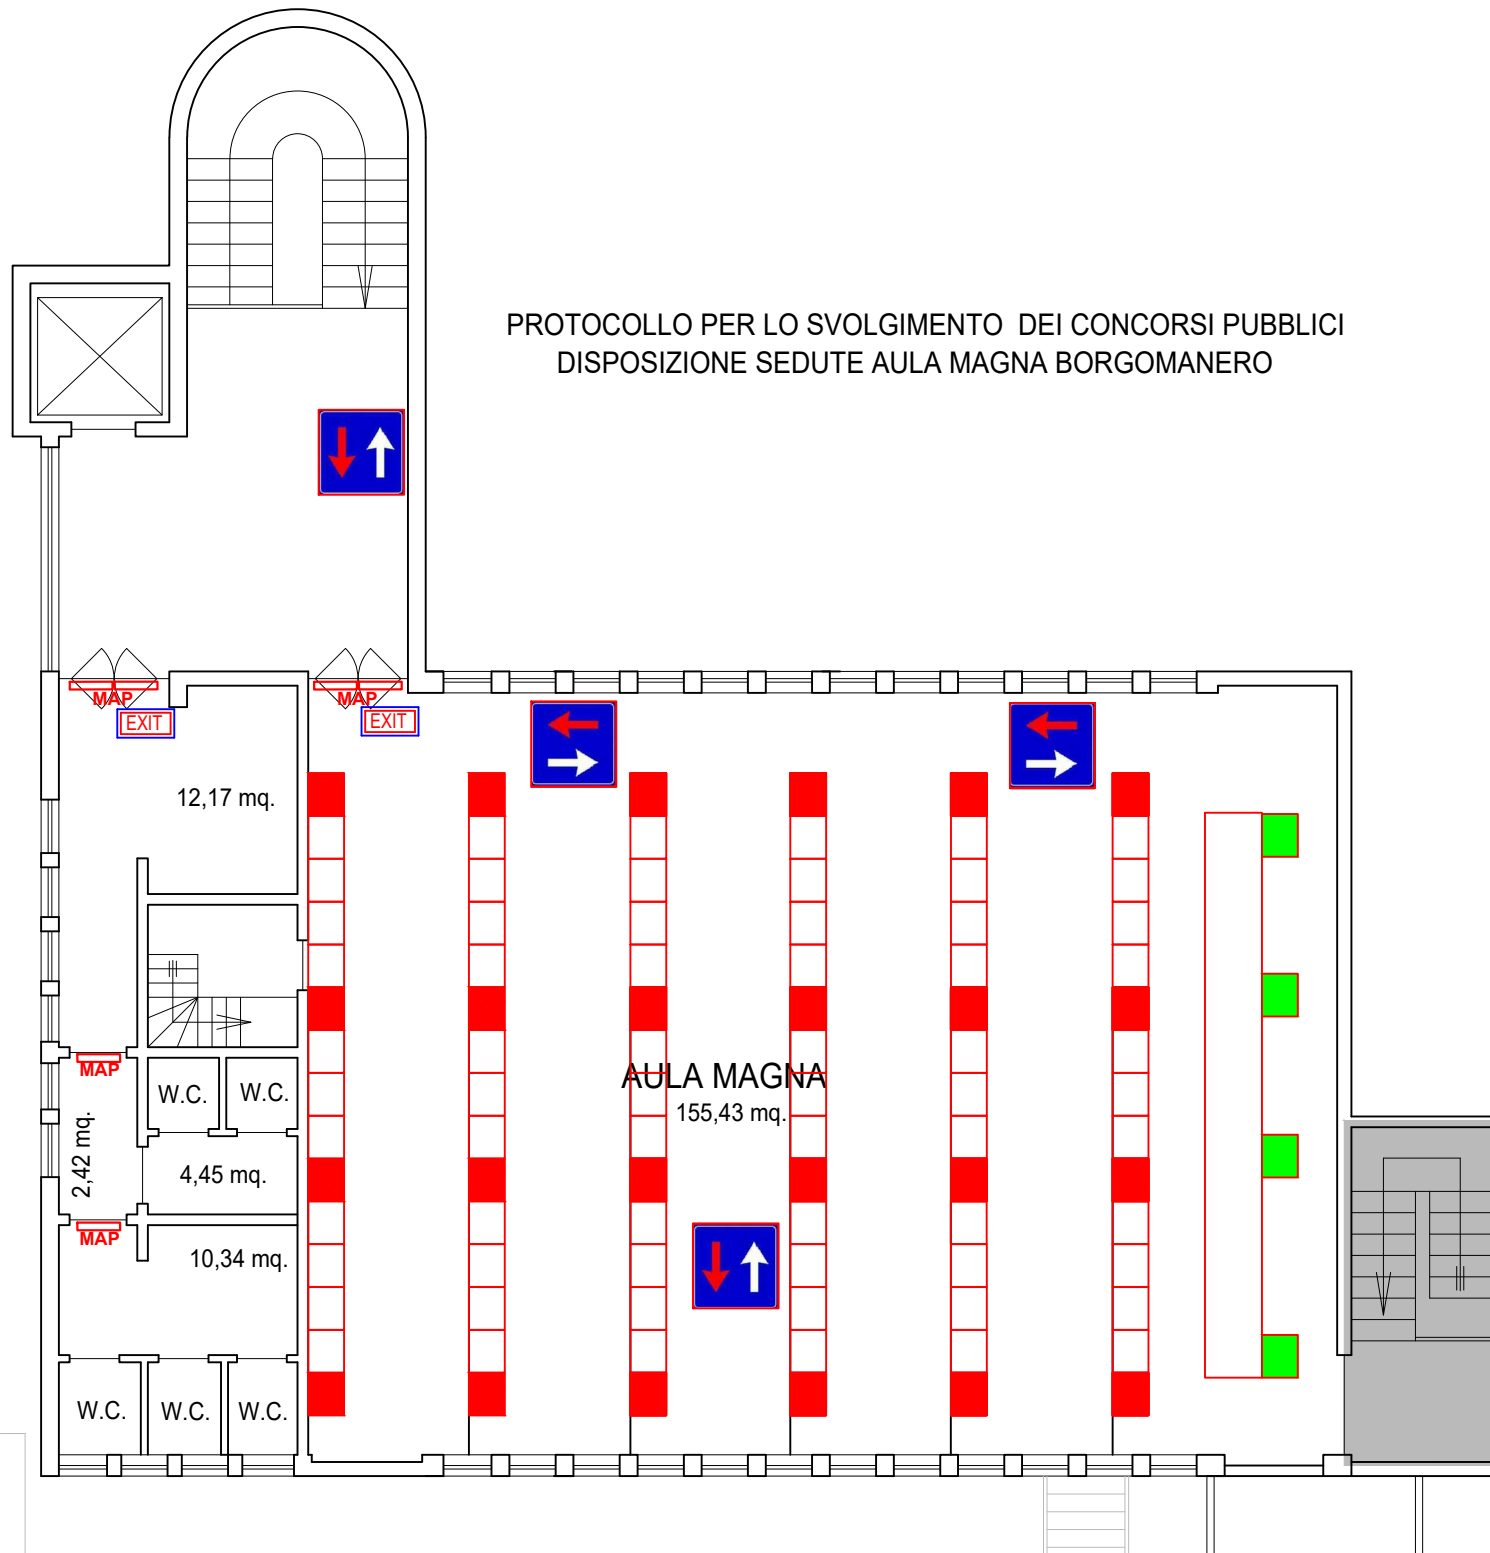 PROTOCOLLO PER LO SVOLGIMENTO DEI CONCORSI PUBBLICI
DISPOSIZIONE SEDUTE AULA MAGNA BORGOMANERO
MAP
MAP
EXIT
EXIT
12,17 mq.
MAP
W.C.
W.C.
AULA MAGNA
155,43 mq.
2,42 mq.
4,45 mq.
MAP
10,34 mq.
W.C.
W.C.
W.C.